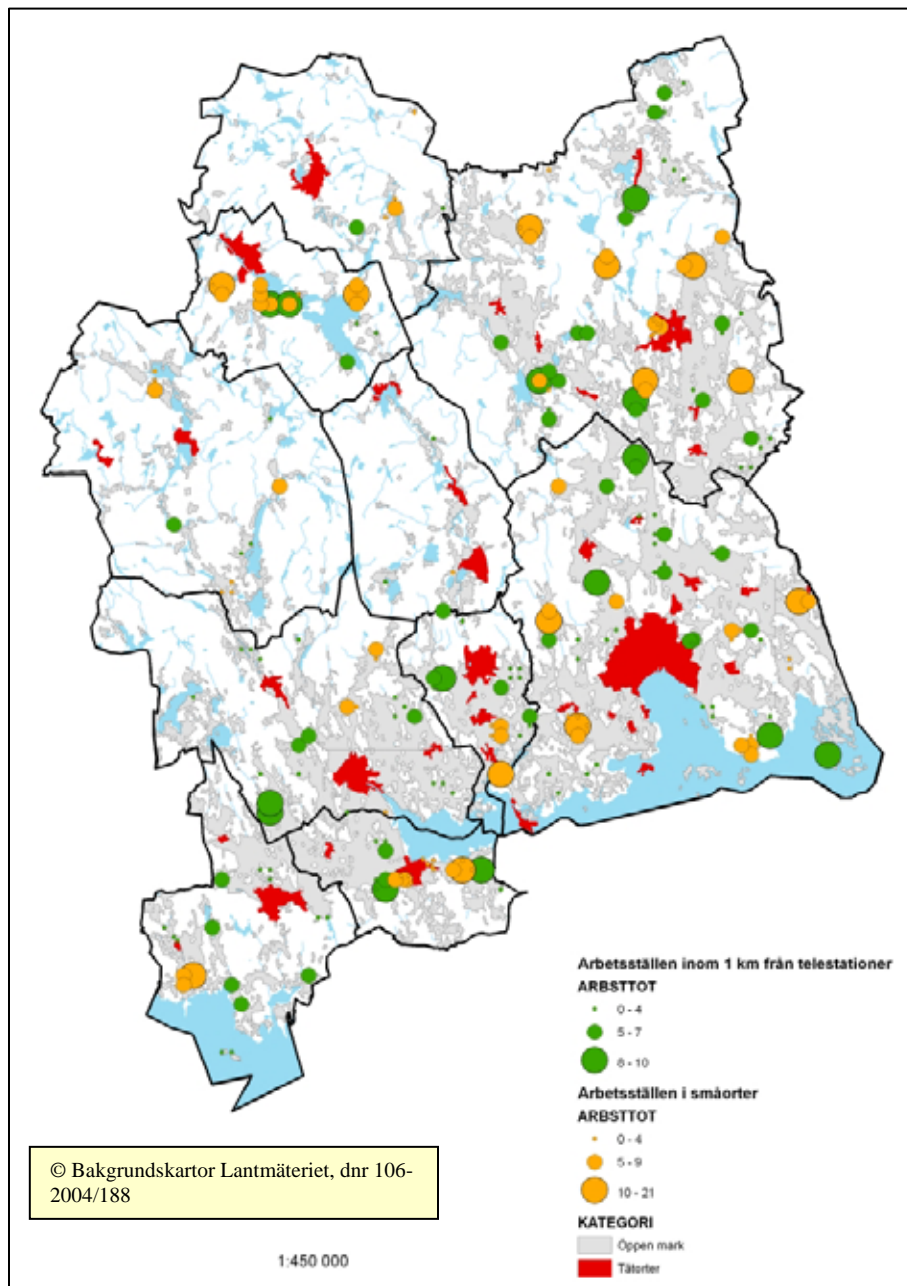 Arbetsställen inom 1 km från telestationer
ARBSTTOT
0 - 4
5 - 7
8 - 10
Arbetsställen i småorter
ARBSTTOT
0 - 4
5 - 9
10 - 21
KATEGORI
Öppen mark
Tätorter
© Bakgrundskartor Lantmäteriet, dnr 106-
2004/188
1:450 000